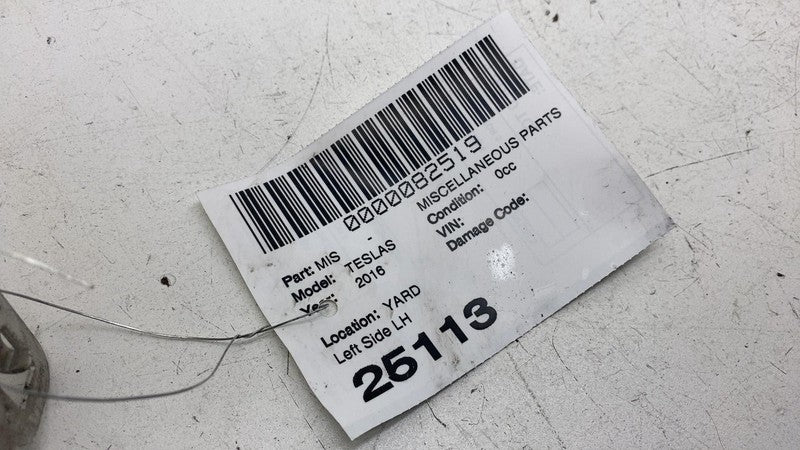 0000082519
Part: MIS - MISCELLANEOUS PARTS
Model: TESLAS Condition: 0cc
Year: 2016 VIN:
Damage Code:
Location: YARD
Left Side LH
25113